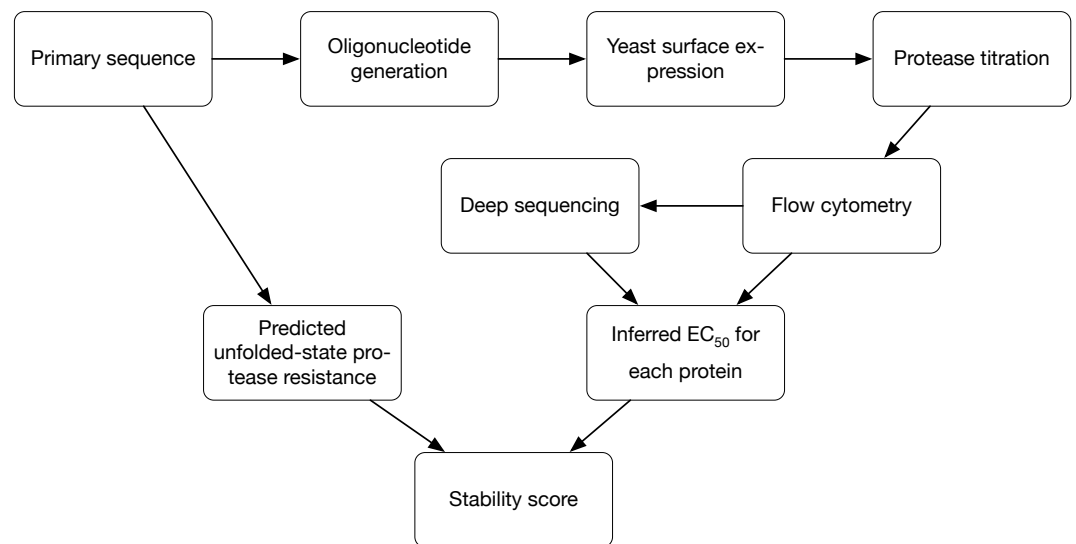 Primary sequence
Oligonucleotide
generation
Yeast surface ex-
pression
Protease titration
Deep sequencing
Flow cytometry
Predicted
unfolded-state pro-
tease resistance
Inferred EC₅₀ for
each protein
Stability score